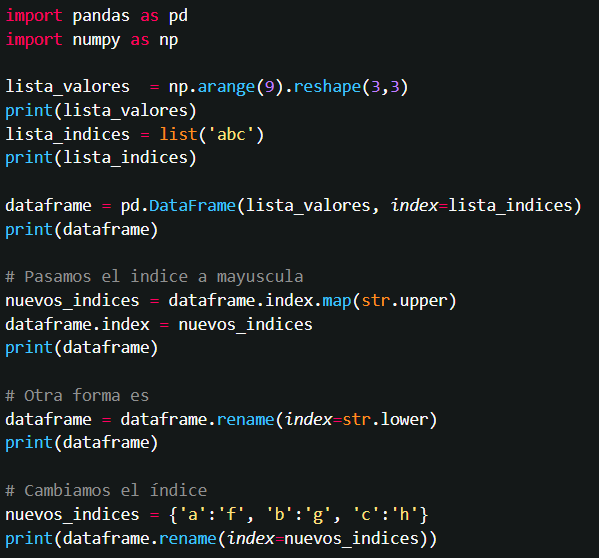 import pandas as pd
import numpy as np

lista_valores  = np.arange(9).reshape(3,3)
print(lista_valores)
lista_indices = list('abc')
print(lista_indices)

dataframe = pd.DataFrame(lista_valores, index=lista_indices)
print(dataframe)

# Pasamos el indice a mayuscula
nuevos_indices = dataframe.index.map(str.upper)
dataframe.index = nuevos_indices
print(dataframe)

# Otra forma es
dataframe = dataframe.rename(index=str.lower)
print(dataframe)

# Cambiamos el índice
nuevos_indices = {'a':'f', 'b':'g', 'c':'h'}
print(dataframe.rename(index=nuevos_indices))